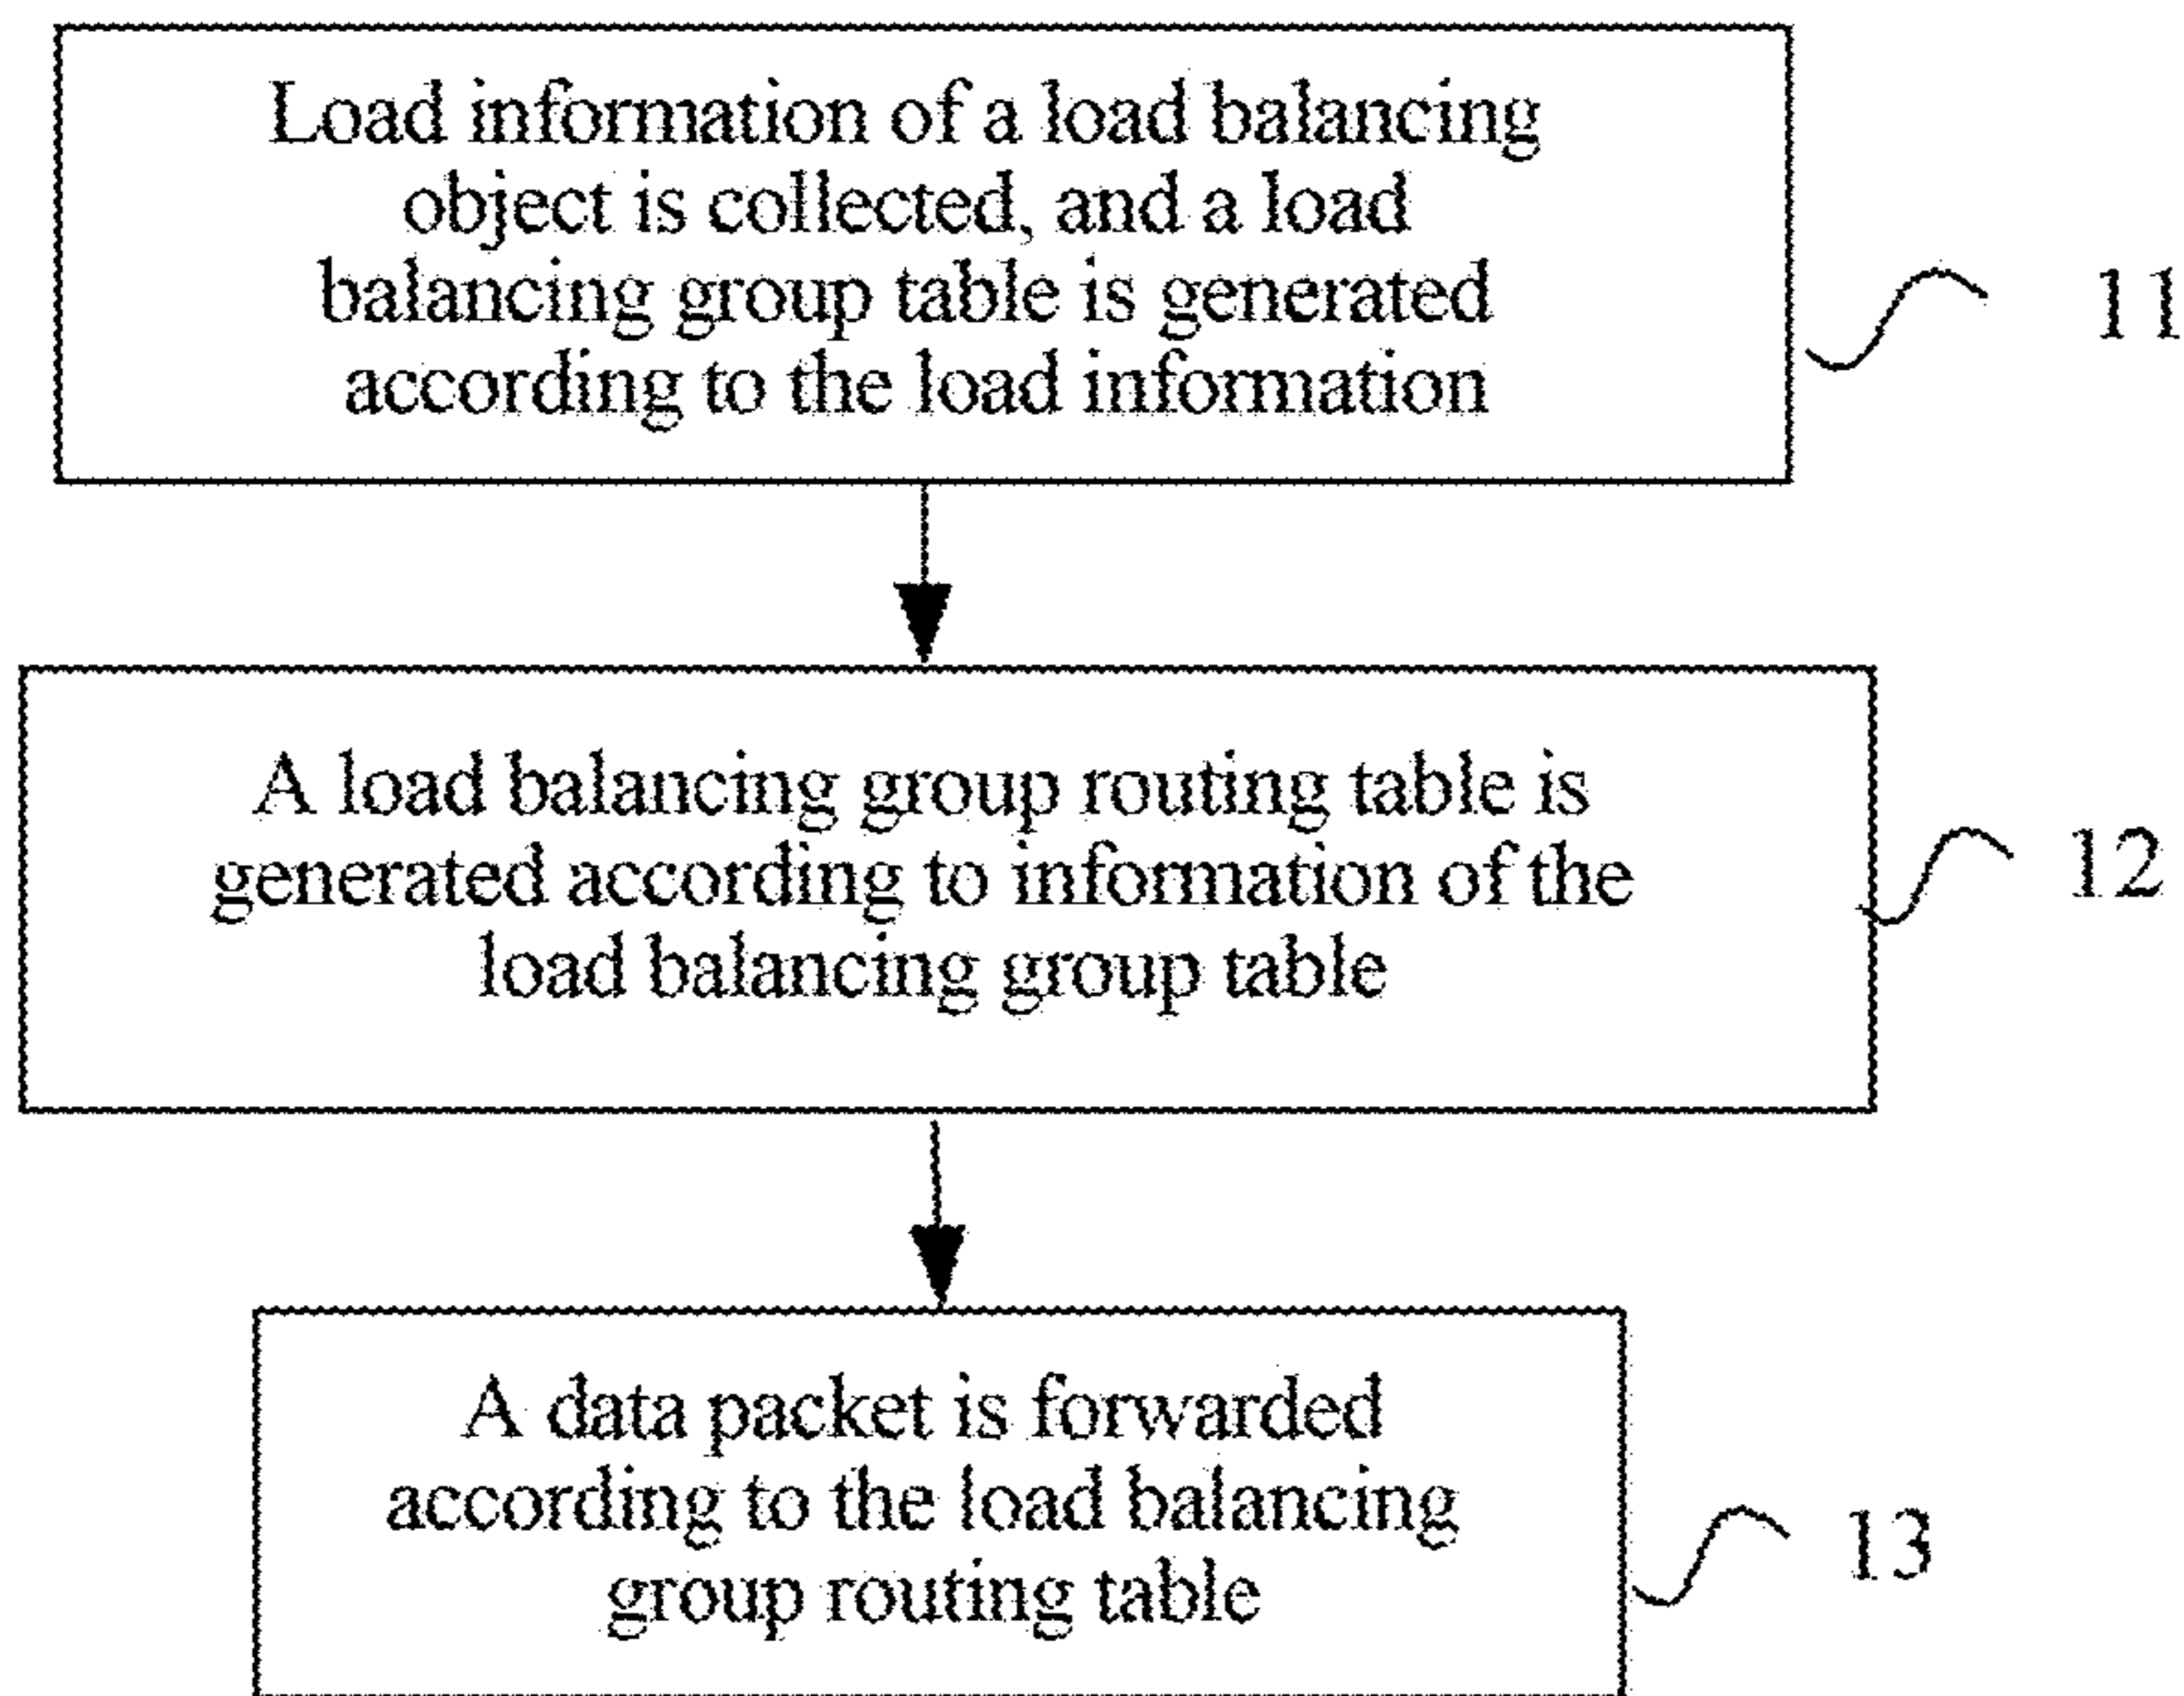 Load information of a load balancing
object is collected, and a load
balancing group table is generated
according to the load information
11
A load balancing group routing table is
generated according to information of the
load balancing group table
12
A data packet is forwarded
according to the load balancing
group routing table
13